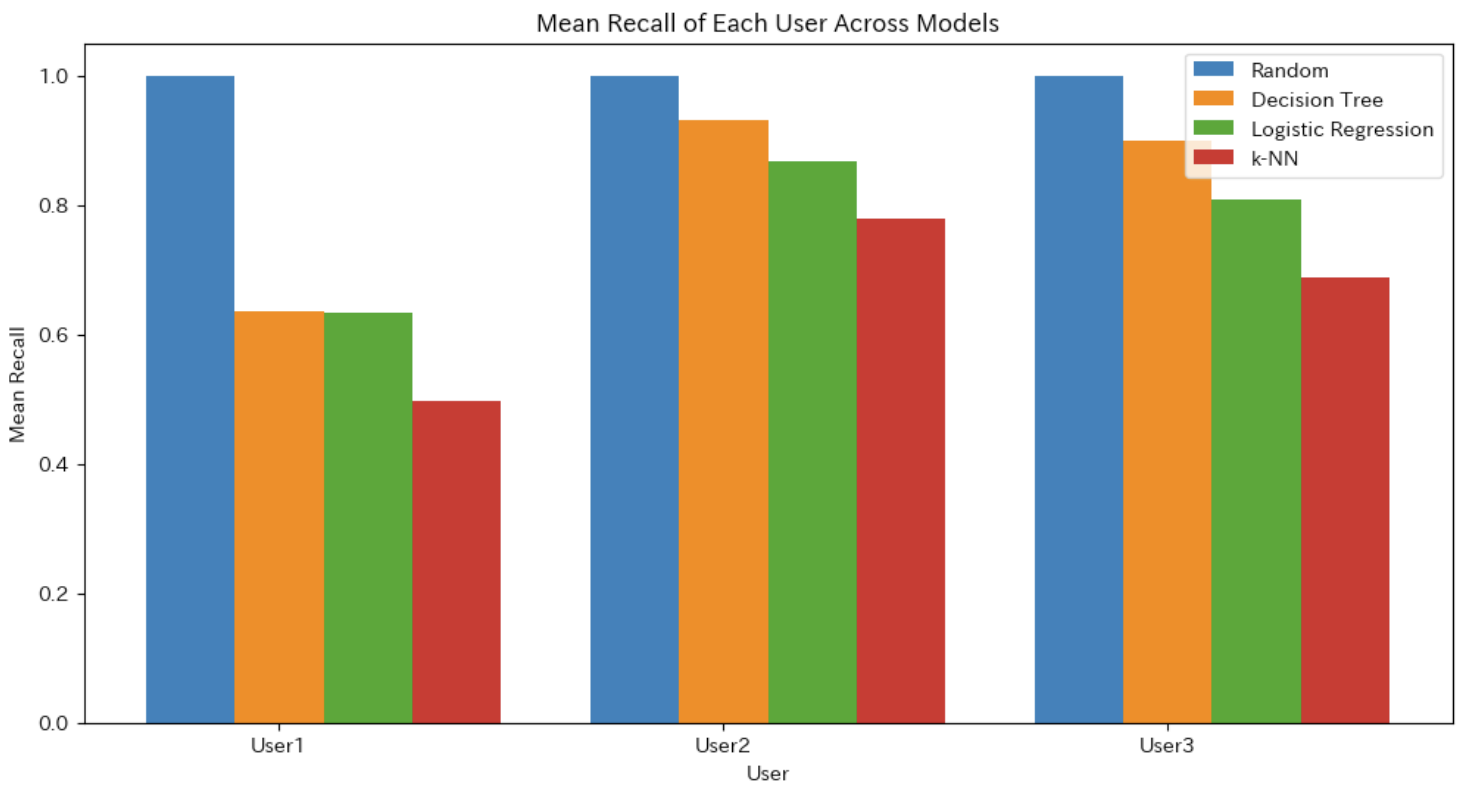 Mean Recall of Each User Across Models
1.0
0.8
0.6
0.4
0.2
0.0
Mean Recall
Random
Decision Tree
Logistic Regression
k-NN
User1
User2
User3
User